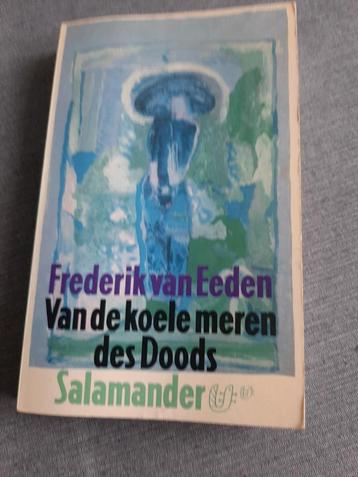 Frederik van Eeden
Van de koele meren
des Doods
Salamander